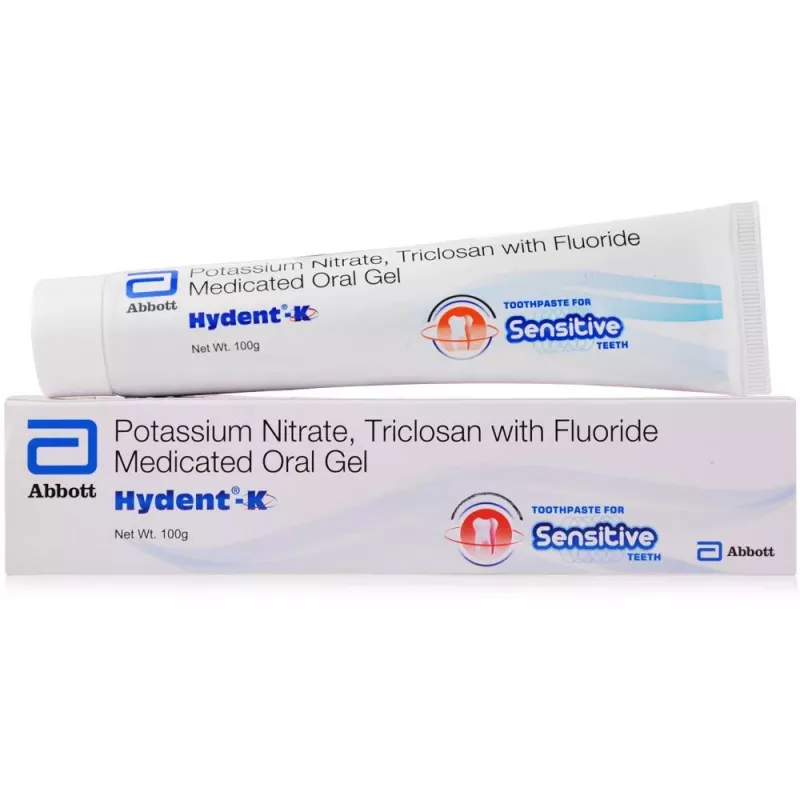 Potassium Nitrate, Triclosan with Fluoride
Medicated Oral Gel
Abbott
Hydent®-K
Net Wt. 100g
TOOTHPASTE FOR
Sensitive
TEETH
Potassium Nitrate, Triclosan with Fluoride
Medicated Oral Gel
Abbott
Hydent®-K
Net Wt. 100g
TOOTHPASTE FOR
Sensitive
TEETH
Abbott